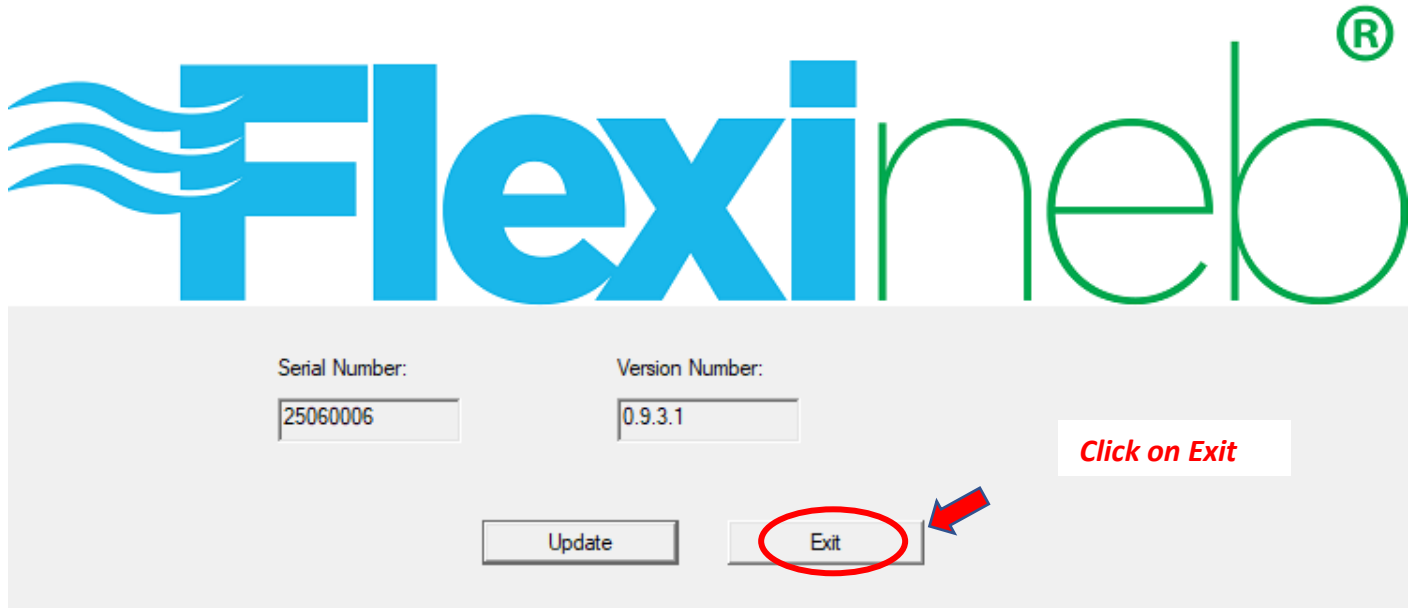 Flexineb®
Serial Number: Version Number:
25060006 0.9.3.1
Click on Exit
Update Exit